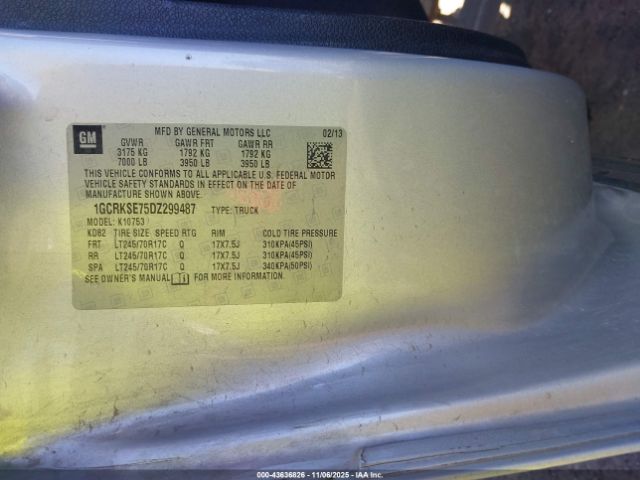 GM
MFD BY GENERAL MOTORS LLC 02/13
GVWR GAWR FRT GAWR RR
3175 KG 1792 KG 1792 KG
7000 LB 3950 LB 3950 LB
THIS VEHICLE CONFORMS TO ALL APPLICABLE U.S. FEDERAL MOTOR
VEHICLE SAFETY STANDARDS IN EFFECT ON THE DATE OF
MANUFACTURE SHOWN ABOVE.
1GCRKSE75DZ299487 TYPE: TRUCK
MODEL: K10753
KD82 TIRE SIZE SPEED RTG RIM COLD TIRE PRESSURE
FRT LT245/70R17C Q 17X7.5J 310KPA(45PSI)
RR LT245/70R17C Q 17X7.5J 310KPA(45PSI)
SPA LT245/70R17C Q 17X7.5J 340KPA(50PSI)
SEE OWNER'S MANUAL FOR MORE INFORMATION.
000-43636826 | 11/06/2025 - IAAI.COM